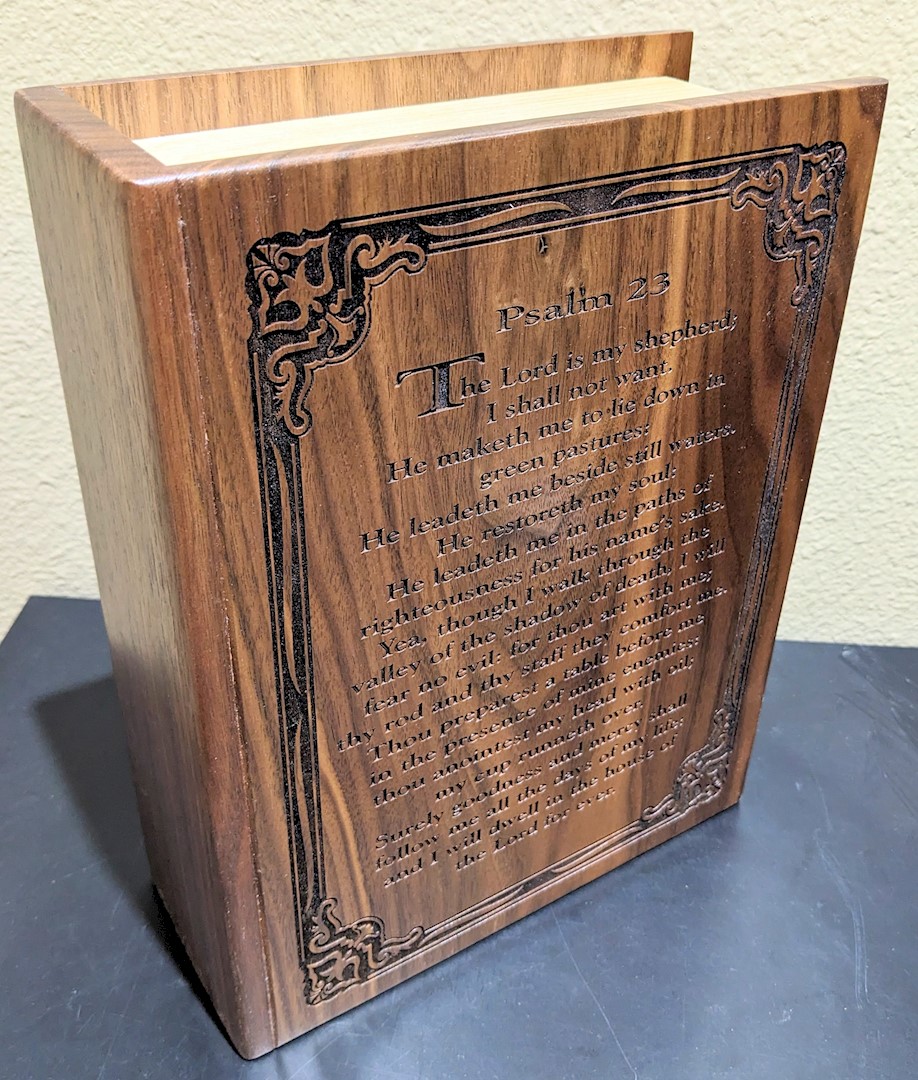 Psalm 23
The Lord is my shepherd;
I shall not want.
He maketh me to lie down in
green pastures:
He leadeth me beside still waters.
He restoreth my soul;
He leadeth me in the paths of
righteousness for his name's sake.
Yea, though I walk through the
valley of the shadow of death, I will
fear no evil: for thou art with me;
thy rod and thy staff they comfort me.
Thou preparest a table before me
in the presence of mine enemies:
thou anointest my head with oil;
my cup runneth over.
Surely goodness and mercy shall
follow me all the days of my life;
and I will dwell in the house of
the Lord for ever.